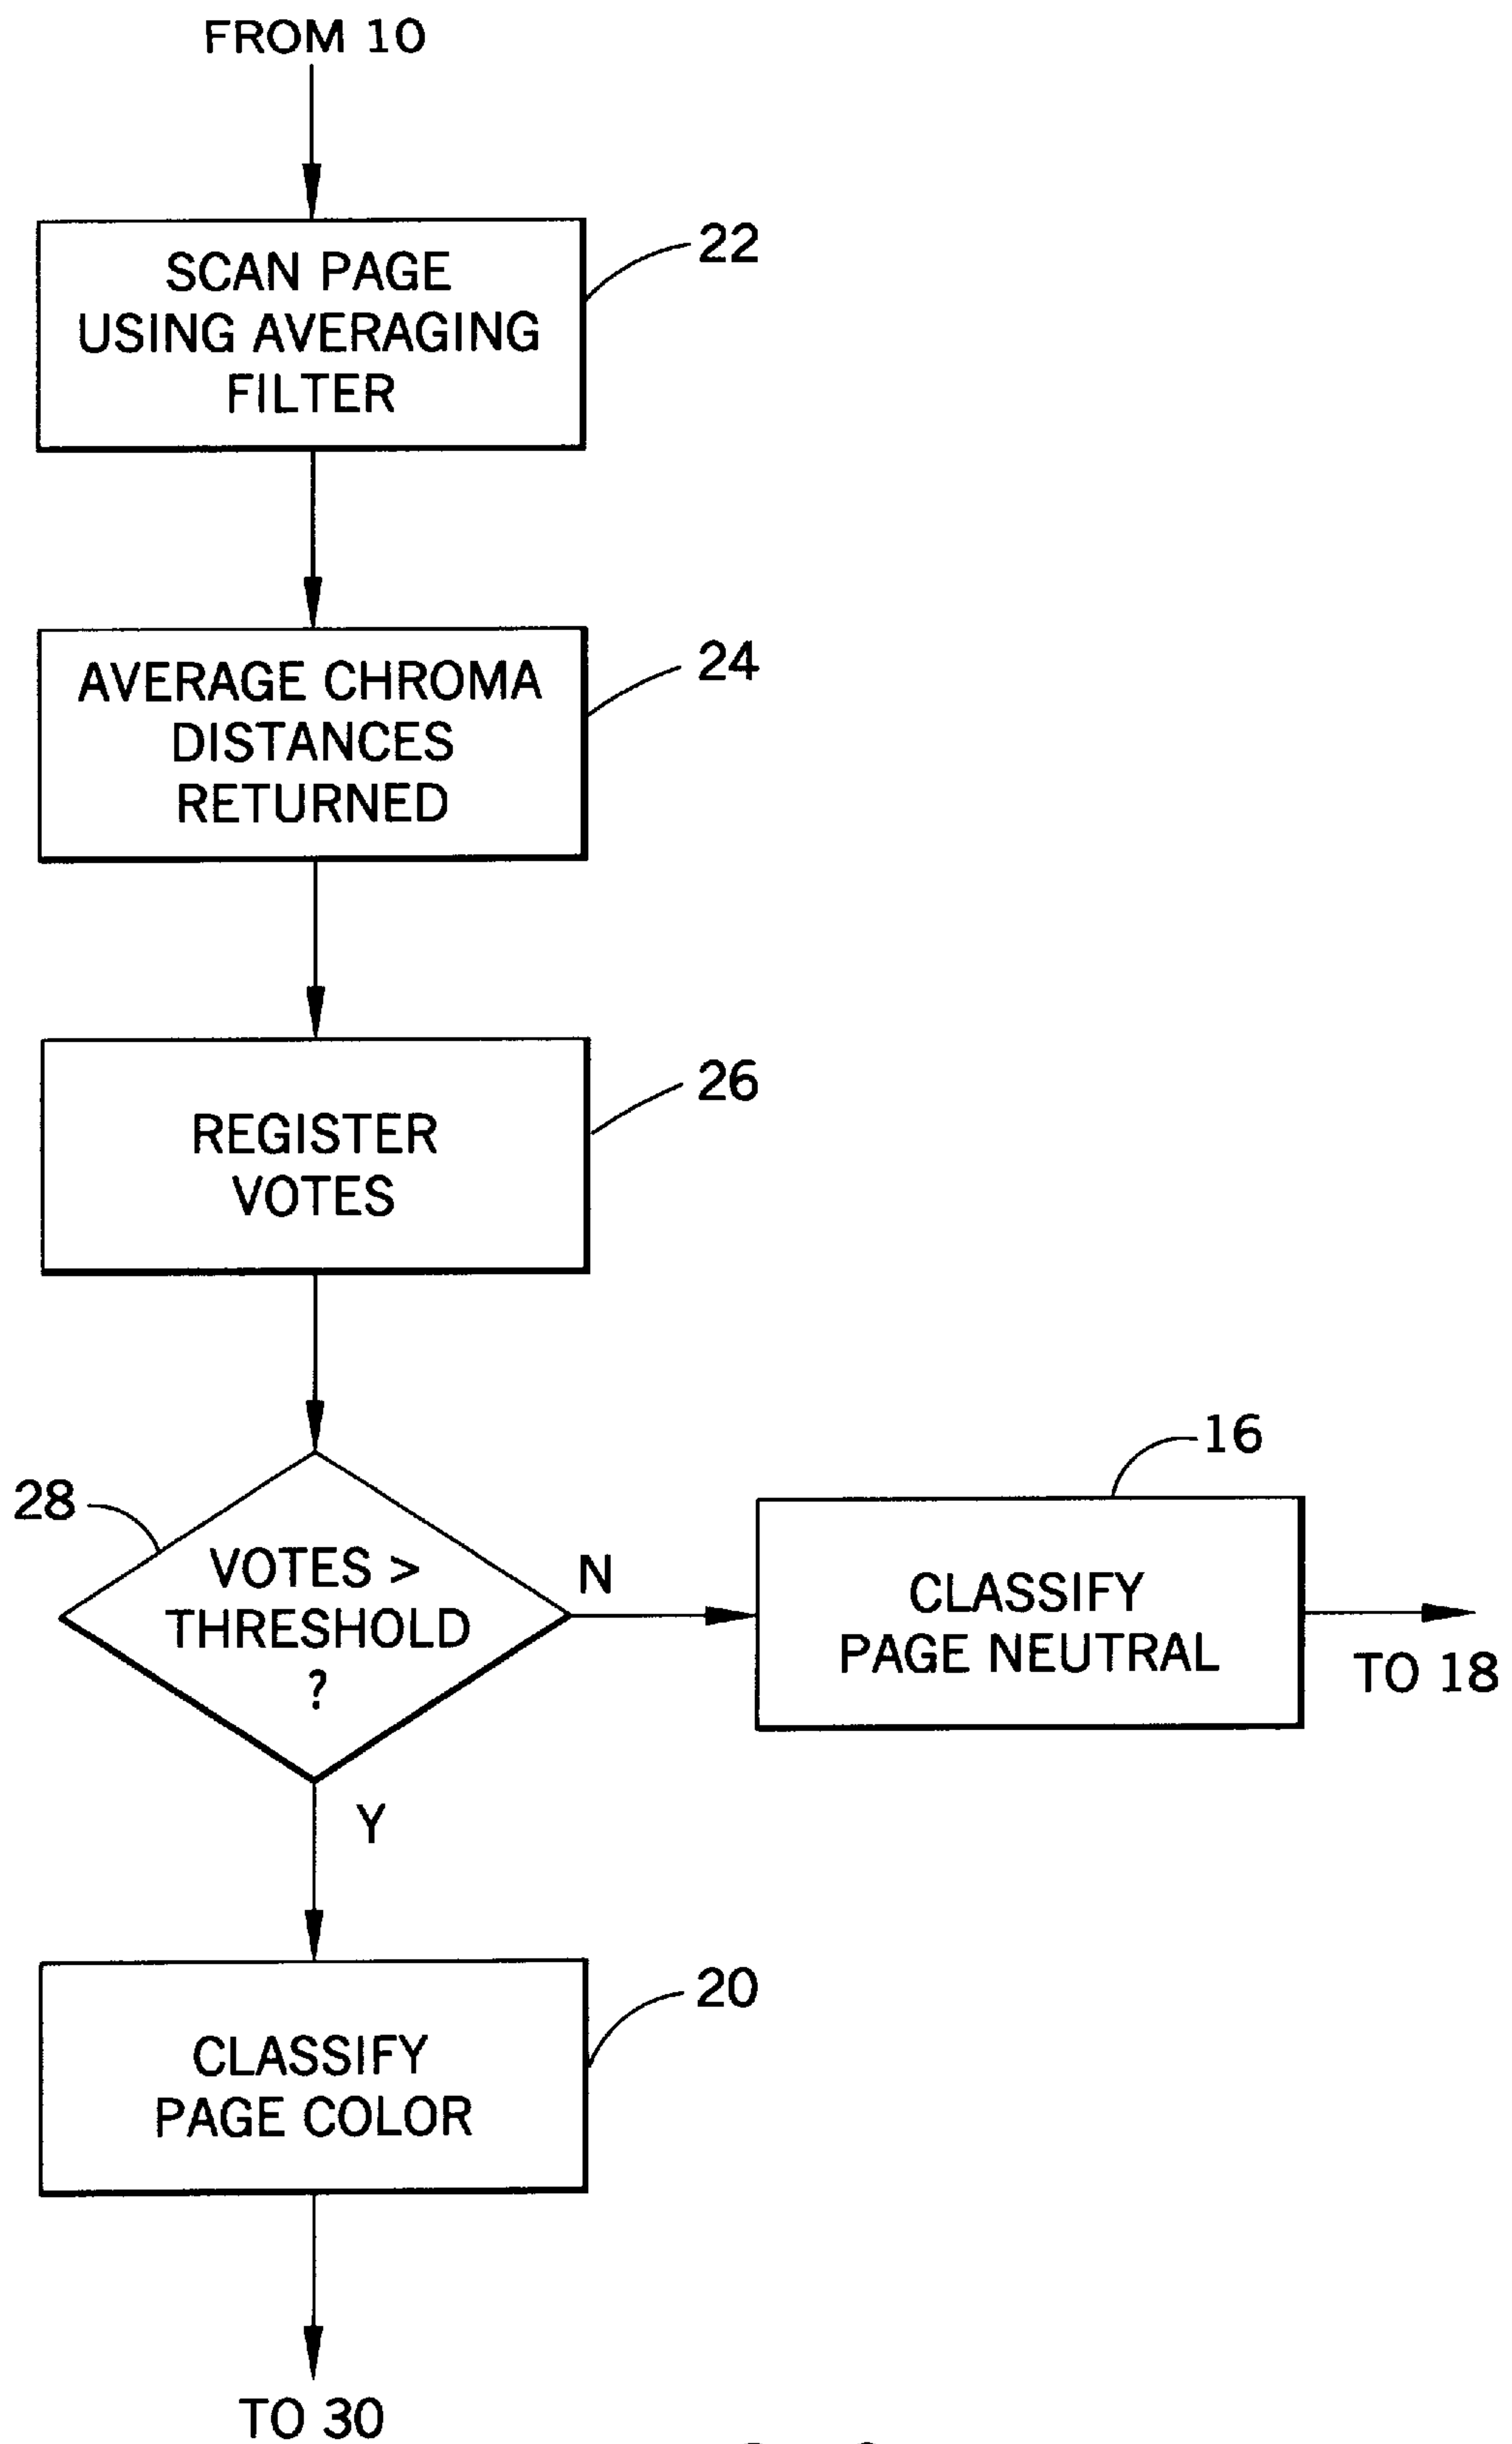 FROM 10
SCAN PAGE
USING AVERAGING
FILTER
22
AVERAGE CHROMA
DISTANCES
RETURNED
24
REGISTER
VOTES
26
28
VOTES >
THRESHOLD
?
N
16
CLASSIFY
PAGE NEUTRAL
TO 18
Y
CLASSIFY
PAGE COLOR
20
TO 30